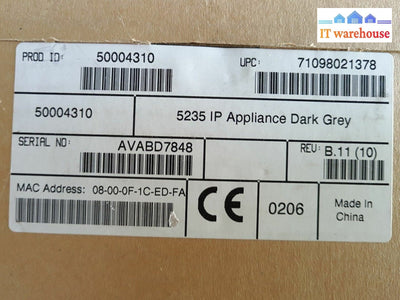 IT warehouse
PROD ID: 50004310 UPC: 71098021378
50004310 5235 IP Appliance Dark Grey
SERIAL NO: AVABD7848 REV: B.11 (10)
MAC Address: 08-00-0F-1C-ED-FA
CE 0206 Made In
China